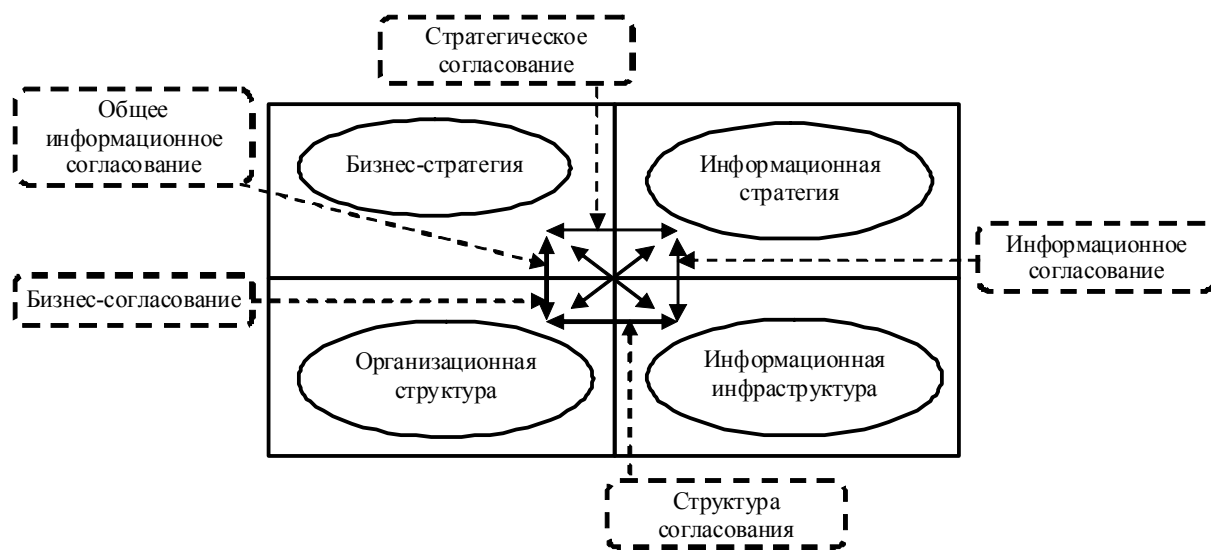 Стратегическое
согласование
Общее
информационное
согласование
Бизнес-стратегия
Информационная
стратегия
Информационное
согласование
Бизнес-согласование
Организационная
структура
Информационная
инфраструктура
Структура
согласования